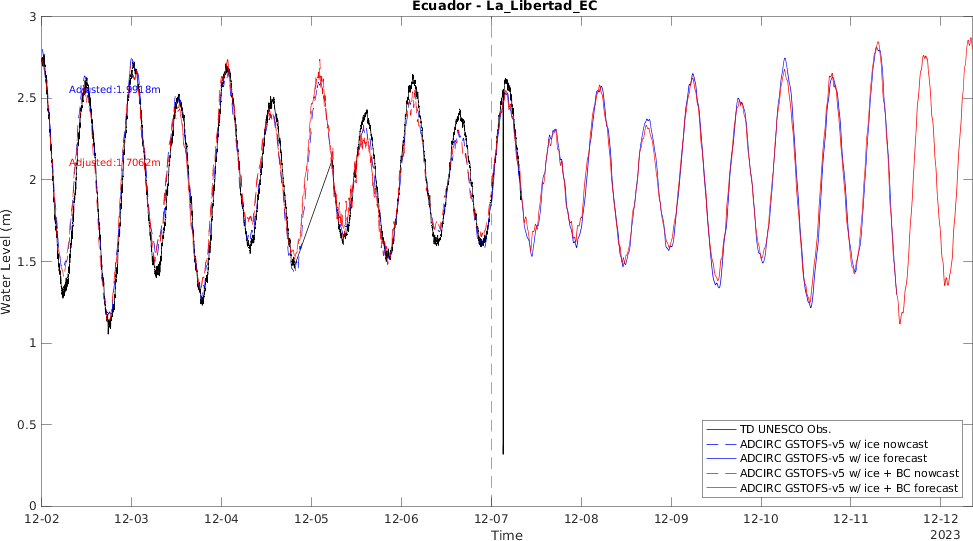 Ecuador - La_Libertad_EC
3
2.5
2
1.5
1
0.5
0
Water Level (m)
Adjusted:1.9918m
Adjusted:1.7062m
TD UNESCO Obs.
ADCIRC GSTOFS-v5 w/ ice nowcast
ADCIRC GSTOFS-v5 w/ ice forecast
ADCIRC GSTOFS-v5 w/ ice + BC nowcast
ADCIRC GSTOFS-v5 w/ ice + BC forecast
12-02 12-03 12-04 12-05 12-06 12-07 12-08 12-09 12-10 12-11 12-12
Time
2023